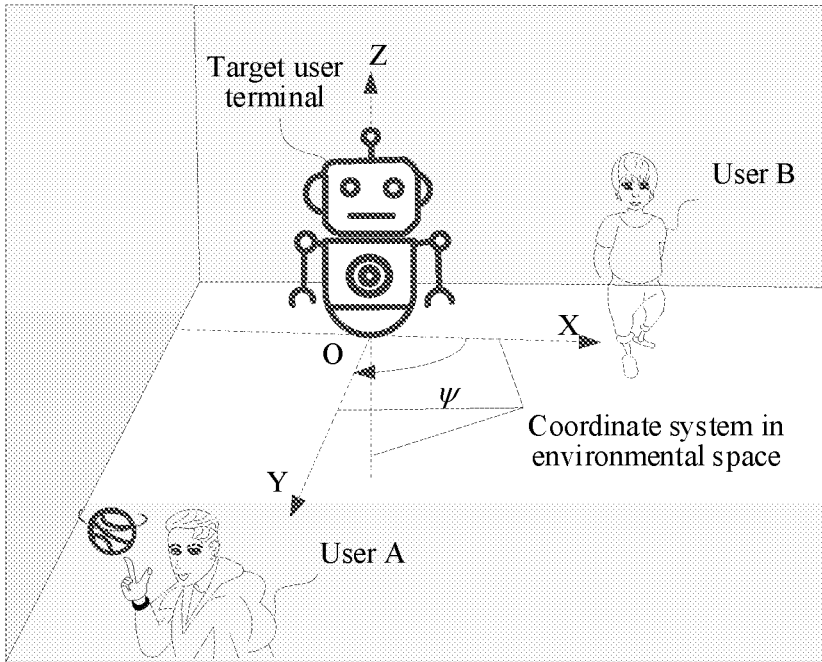 Z
Target user
terminal
User B
X
O
ψ
Coordinate system in
environmental space
Y
User A